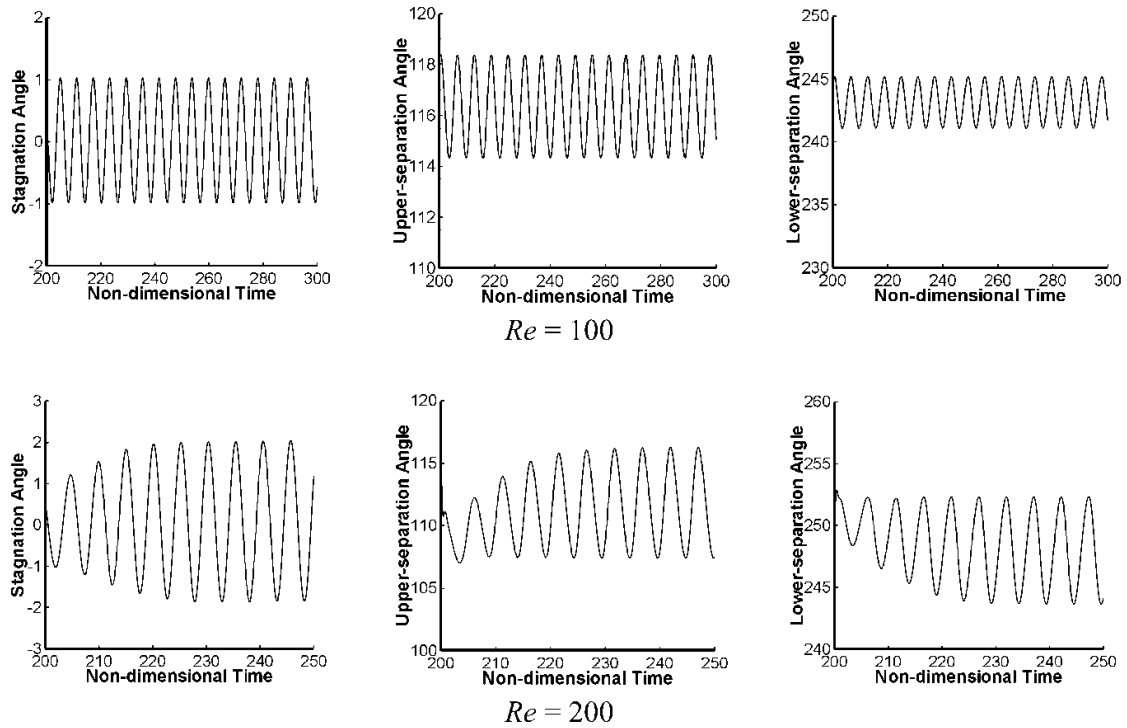 2
1
0
-1
-2
Stagnation Angle
200 220 240 260 280 300
Non-dimensional Time
120
118
116
114
112
110
Upper-separation Angle
200 220 240 260 280 300
Non-dimensional Time
250
245
240
235
230
Lower-separation Angle
200 220 240 260 280 300
Non-dimensional Time
Re = 100
3
2
1
0
-1
-2
-3
Stagnation Angle
200 210 220 230 240 250
Non-dimensional Time
120
115
110
105
100
Upper-separation Angle
200 210 220 230 240 250
Non-dimensional Time
260
255
250
245
240
Lower-separation Angle
200 210 220 230 240 250
Non-dimensional Time
Re = 200